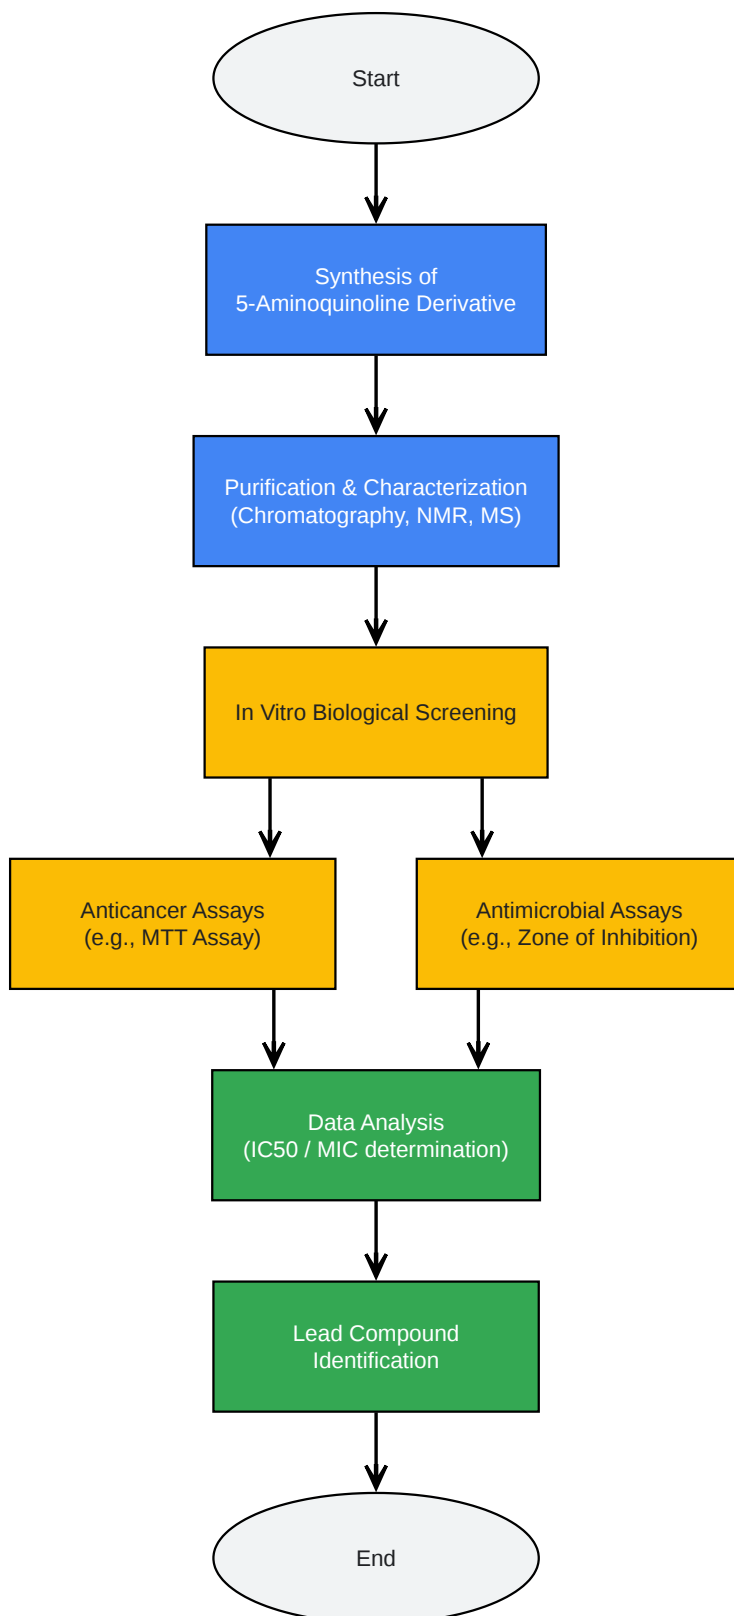 Start
Synthesis of
5-Aminoquinoline Derivative
Purification & Characterization
(Chromatography, NMR, MS)
In Vitro Biological Screening
Anticancer Assays
(e.g., MTT Assay)
Antimicrobial Assays
(e.g., Zone of Inhibition)
Data Analysis
(IC50 / MIC determination)
Lead Compound
Identification
End